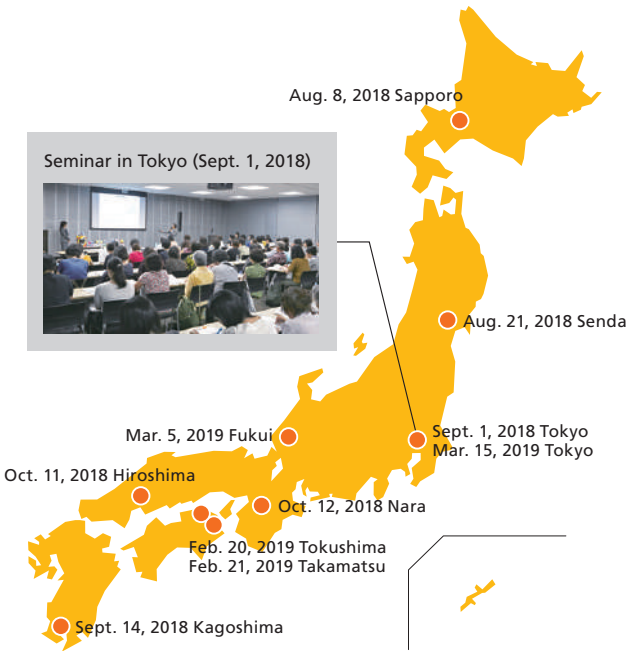 Aug. 8, 2018 Sapporo
Seminar in Tokyo (Sept. 1, 2018)
Aug. 21, 2018 Senda
Sept. 1, 2018 Tokyo
Mar. 15, 2019 Tokyo
Mar. 5, 2019 Fukui
Oct. 11, 2018 Hiroshima
Oct. 12, 2018 Nara
Feb. 20, 2019 Tokushima
Feb. 21, 2019 Takamatsu
Sept. 14, 2018 Kagoshima